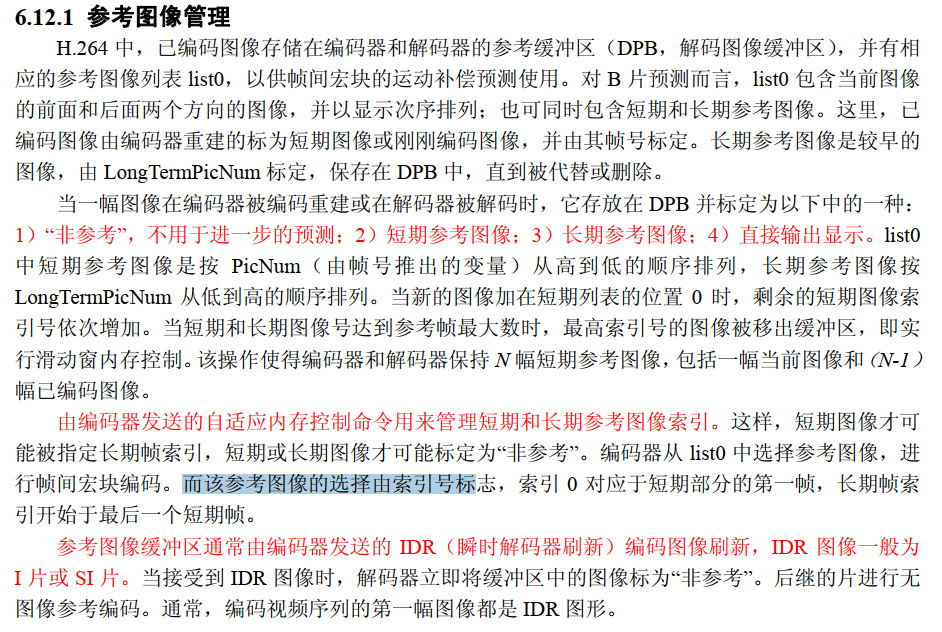 6.12.1 参考图像管理
H.264 中，已编码图像存储在编码器和解码器的参考缓冲区（DPB，解码图像缓冲区），并有相
应的参考图像列表 list0，以供帧间宏块的运动补偿预测使用。对 B 片预测而言，list0 包含当前图像
的前面和后面两个方向的图像，并以显示次序排列；也可同时包含短期和长期参考图像。这里，已
编码图像由编码器重建的标为短期图像或刚刚编码图像，并由其帧号标定。长期参考图像是较早的
图像，由 LongTermPicNum 标定，保存在 DPB 中，直到被代替或删除。
当一幅图像在编码器被编码重建或在解码器被解码时，它存放在 DPB 并标定为以下中的一种：
1）“非参考”，不用于进一步的预测；2）短期参考图像；3）长期参考图像；4）直接输出显示。list0
中短期参考图像是按 PicNum（由帧号推出的变量）从高到低的顺序排列，长期参考图像按
LongTermPicNum 从低到高的顺序排列。当新的图像加在短期列表的位置 0 时，剩余的短期图像索
引号依次增加。当短期和长期图像号达到参考帧最大数时，最高索引号的图像被移出缓冲区，即实
行滑动窗内存控制。该操作使得编码器和解码器保持 N 幅短期参考图像，包括一幅当前图像和（N-1）
幅已编码图像。
由编码器发送的自适应内存控制命令用来管理短期和长期参考图像索引。这样，短期图像才可
能被指定长期帧索引，短期或长期图像才可能标定为“非参考”。编码器从 list0 中选择参考图像，进
行帧间宏块编码。而该参考图像的选择由索引号标志，索引 0 对应于短期部分的第一帧，长期帧索
引开始于最后一个短期帧。
参考图像缓冲区通常由编码器发送的 IDR（瞬时解码器刷新）编码图像刷新，IDR 图像一般为
I 片或 SI 片。当接受到 IDR 图像时，解码器立即将缓冲区中的图像标为“非参考”。后继的片进行无
图像参考编码。通常，编码视频序列的第一幅图像都是 IDR 图形。